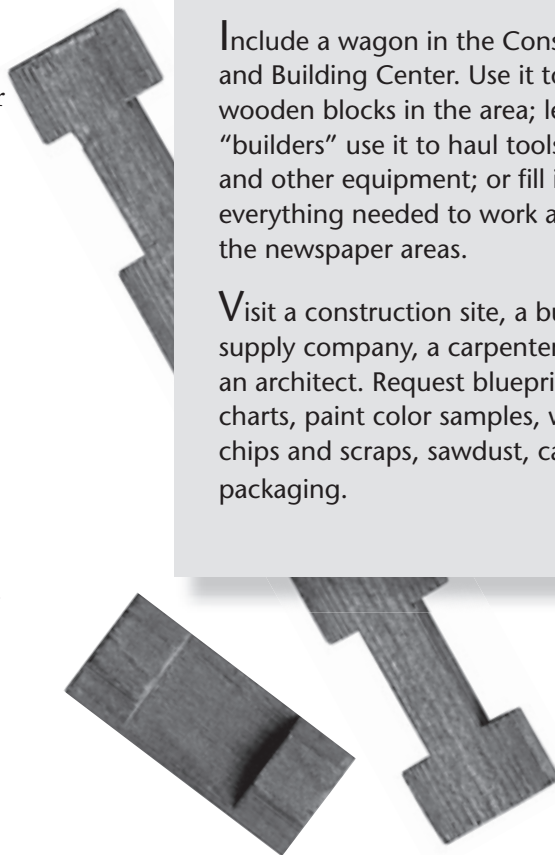 r
Include a wagon in the Cons
and Building Center. Use it to
wooden blocks in the area; le
“builders” use it to haul tools
and other equipment; or fill i
everything needed to work a
the newspaper areas.
Visit a construction site, a bu
supply company, a carpenter
an architect. Request bluepri
charts, paint color samples, w
chips and scraps, sawdust, ca
packaging.